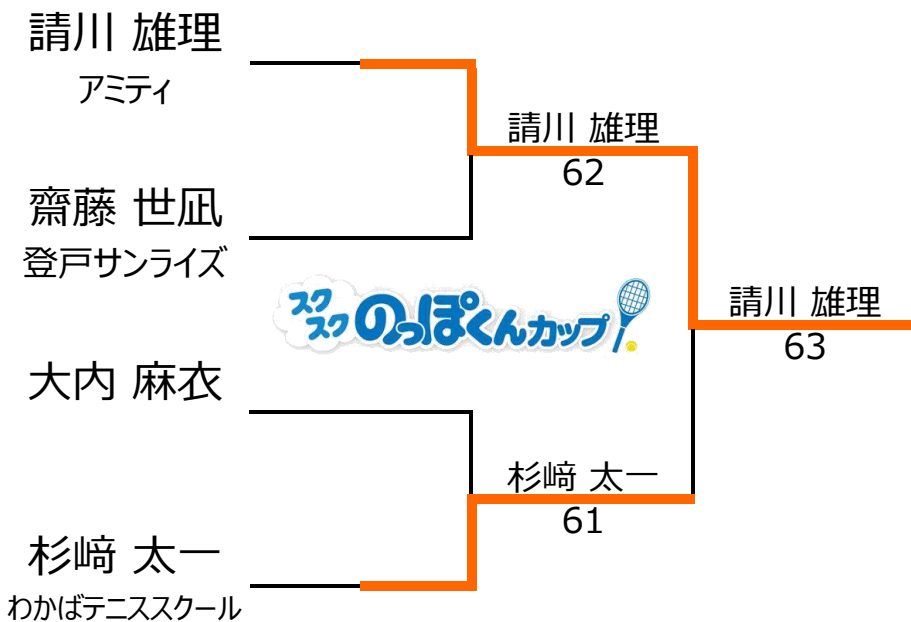 請川 雄理
アミティ
請川 雄理
62
齋藤 世凪
登戸サンライズ
スクスクのっぽくんカップ
請川 雄理
63
大内 麻衣
杉﨑 太一
61
杉﨑 太一
わかばテニススクール